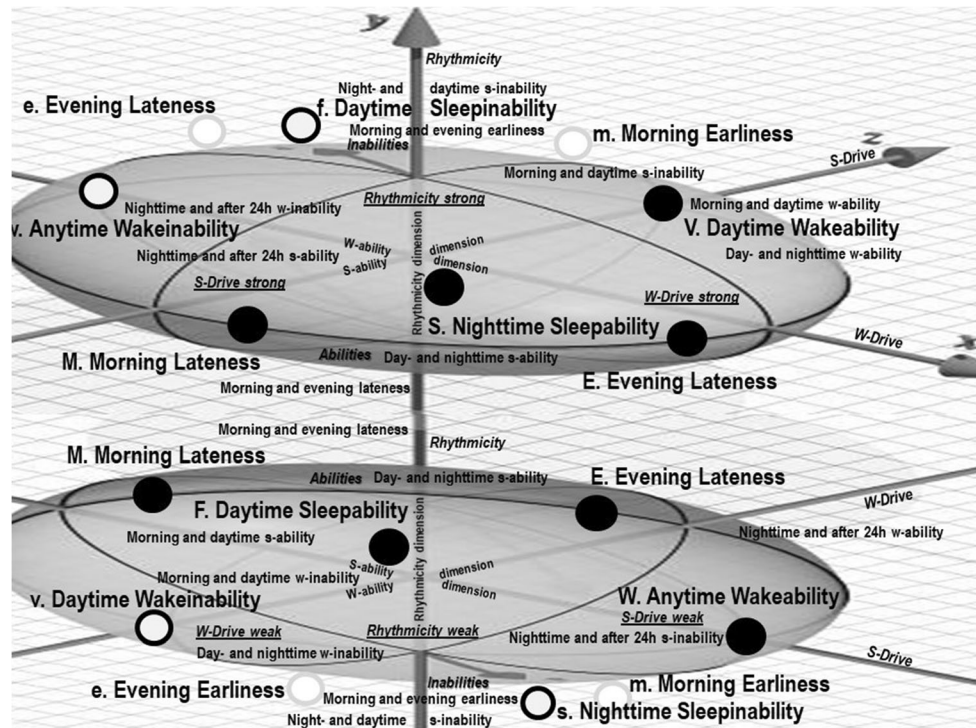 y
Rhythmicity
Night- and daytime s-inability
e. Evening Lateness
f. Daytime Sleepinability
Morning and evening earliness
m. Morning Earliness
Inabilities
z
S-Drive
Morning and daytime s-inability
Rhythmicity strong
Morning and daytime w-ability
Nighttime and after 24h w-inability
v. Anytime Wakeinability
V. Daytime Wakeability
W-ability dimension
Nighttime and after 24h s-ability
Day- and nighttime w-ability
S-ability dimension
S-Drive strong
Rhythmicity dimension
W-Drive strong
S. Nighttime Sleepability
W-Drive
x
M. Morning Lateness
Abilities Day- and nighttime s-ability
E. Evening Lateness
Morning and evening lateness
Morning and evening lateness
Rhythmicity
M. Morning Lateness
Abilities Day- and nighttime s-ability
E. Evening Lateness
W-Drive
F. Daytime Sleepability
Nighttime and after 24h w-ability
Morning and daytime s-ability
Rhythmicity dimension
S-ability dimension
Morning and daytime w-inability
W-ability dimension
v. Daytime Wakeinability
W. Anytime Wakeability
S-Drive weak
W-Drive weak
Rhythmicity weak
Nighttime and after 24h s-inability
Day- and nighttime w-inability
S-Drive
e. Evening Earliness
Inabilities
m. Morning Earliness
Morning and evening earliness
s. Nighttime Sleepinability
Night- and daytime s-inability